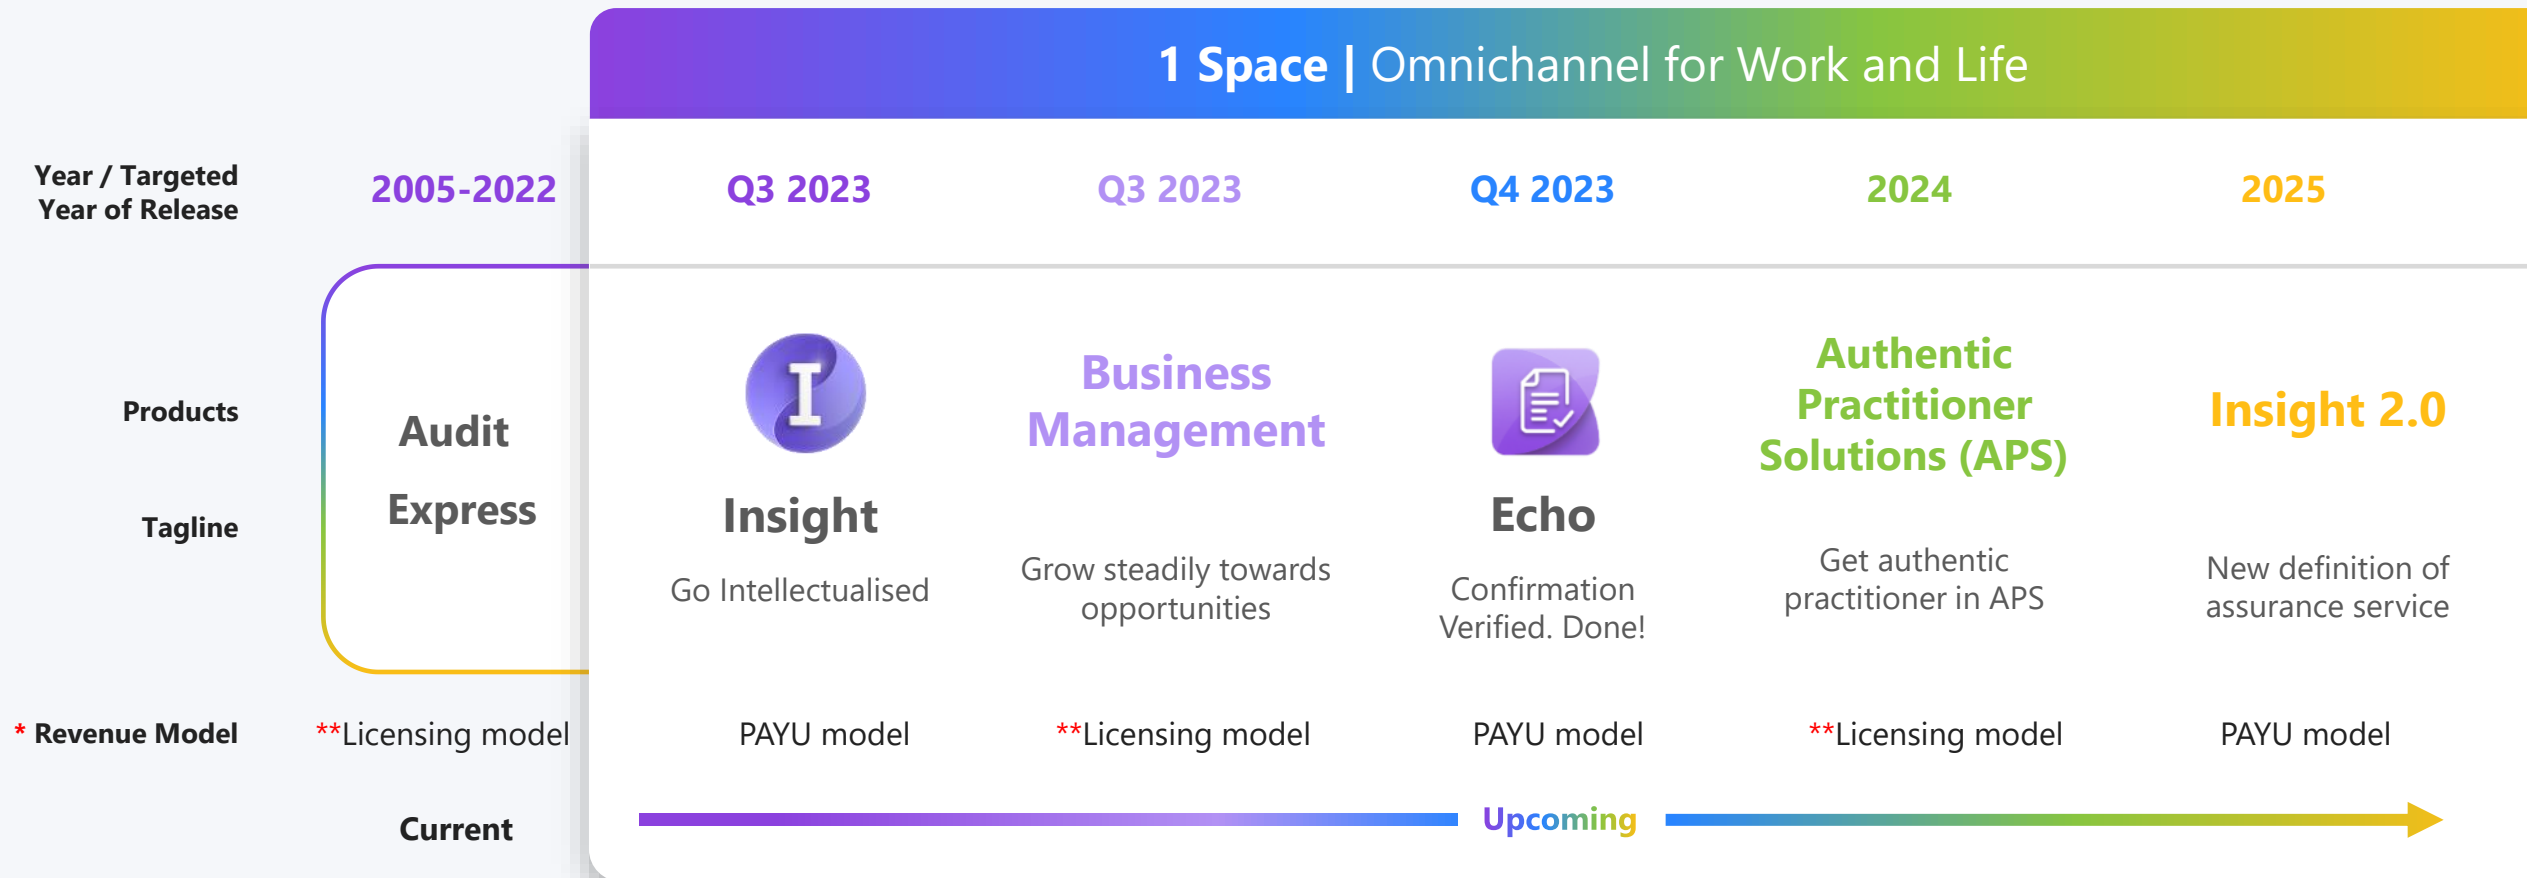 1 Space | Omnichannel for Work and Life
Year / Targeted
Year of Release
2005-2022
Q3 2023
Q3 2023
Q4 2023
2024
2025
Products
Tagline
Audit
Express
I
Insight
Go Intellectualised
Business
Management
Grow steadily towards
opportunities
Echo
Confirmation
Verified. Done!
Authentic
Practitioner
Solutions (APS)
Get authentic
practitioner in APS
Insight 2.0
New definition of
assurance service
* Revenue Model
**Licensing model
PAYU model
**Licensing model
PAYU model
**Licensing model
PAYU model
Current
Upcoming